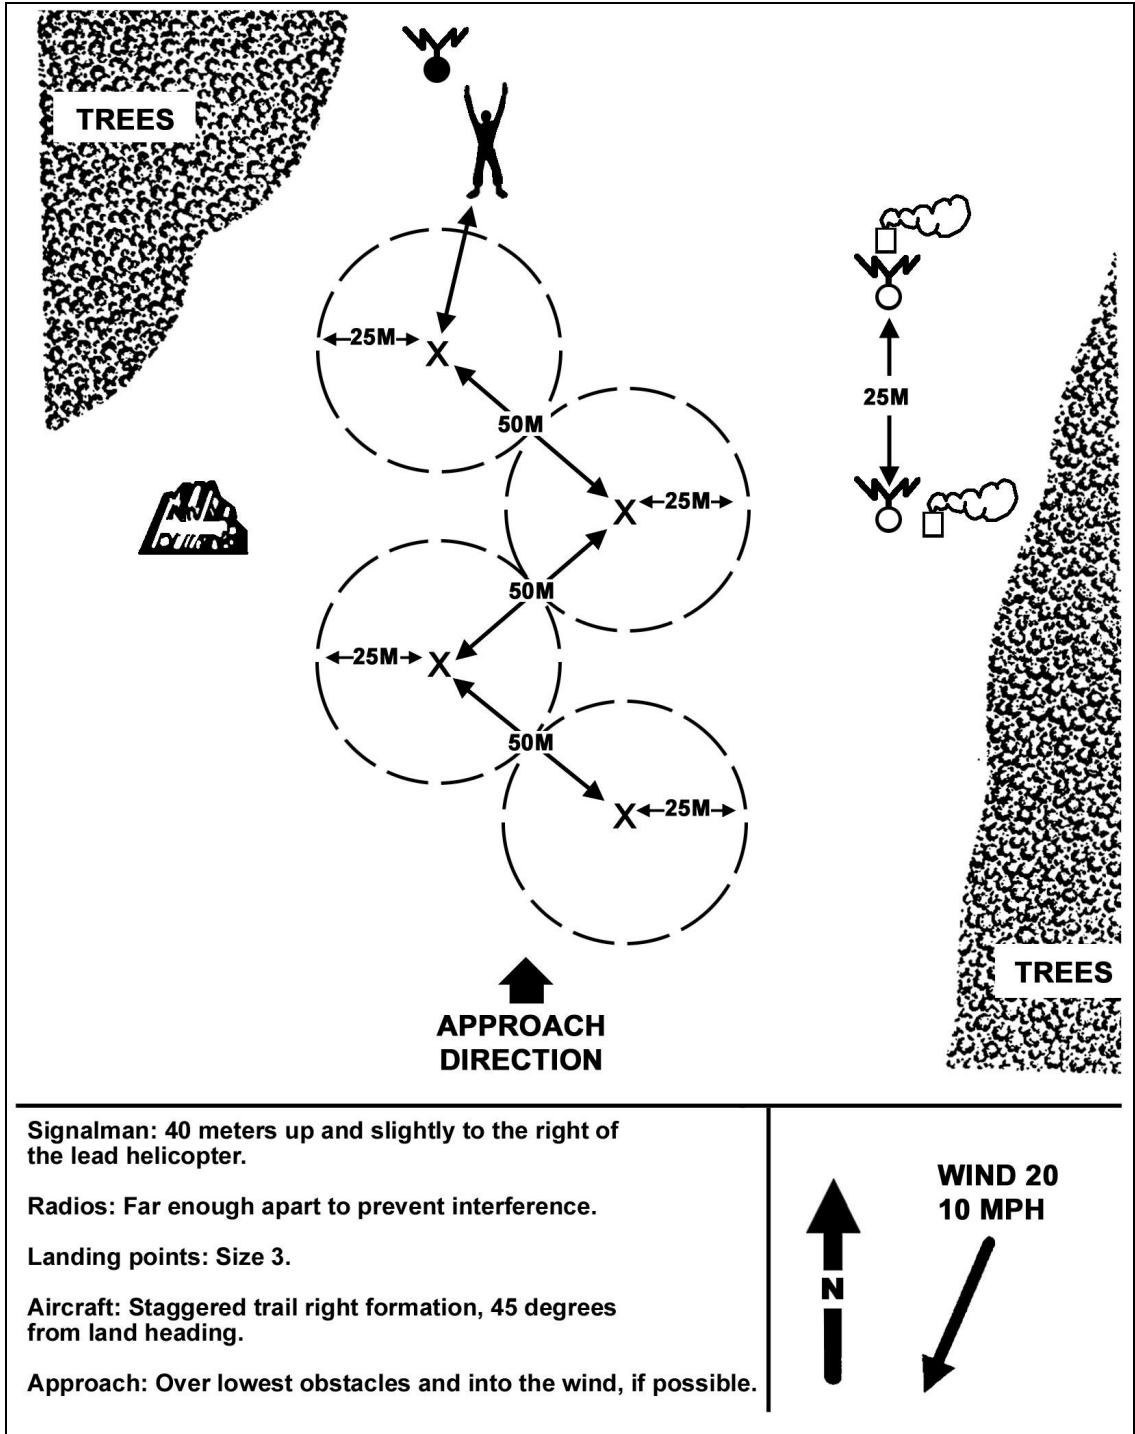 TREES
25M
X
50M
25M
X
25M
50M
25M
X
50M
X
25M
TREES
APPROACH
DIRECTION
Signalman: 40 meters up and slightly to the right of
the lead helicopter.
Radios: Far enough apart to prevent interference.
Landing points: Size 3.
Aircraft: Staggered trail right formation, 45 degrees
from land heading.
Approach: Over lowest obstacles and into the wind, if possible.
WIND 20
10 MPH
N